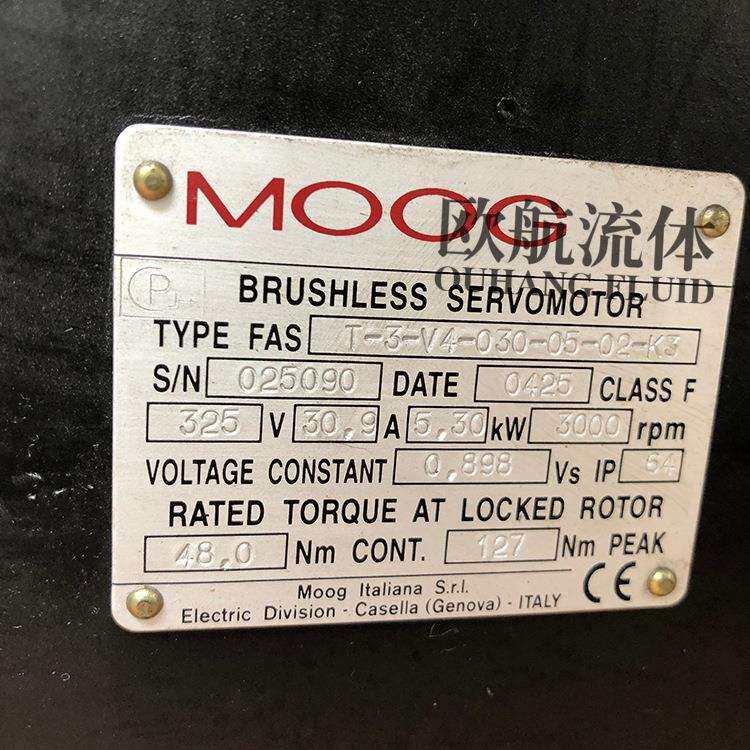 MOOG
欧航流体
OUHANG FLUID
BRUSHLESS SERVOMOTOR
TYPE FAS T-3-V4-030-05-02-K3
S/N 025090 DATE 0425 CLASS F
325 V 30,9 A 5,30 kW 3000 rpm
VOLTAGE CONSTANT 0,898 Vs IP 64
RATED TORQUE AT LOCKED ROTOR
48,0 Nm CONT. 127 Nm PEAK
Moog Italiana S.r.l.
Electric Division - Casella (Genova) - ITALY
CE